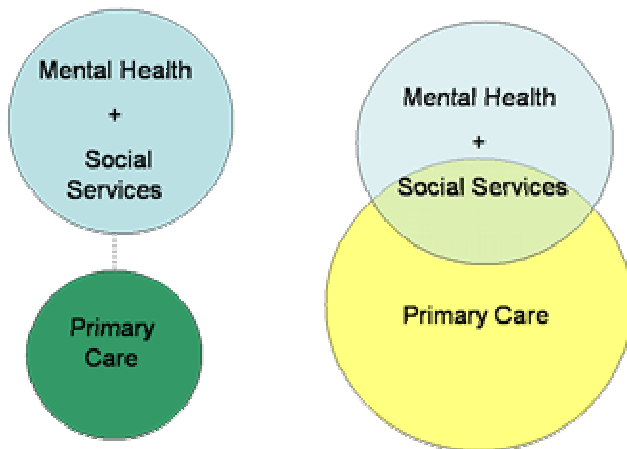 Mental Health
+
Social
Services
Primary
Care
Mental Health
+
Social Services
Primary Care